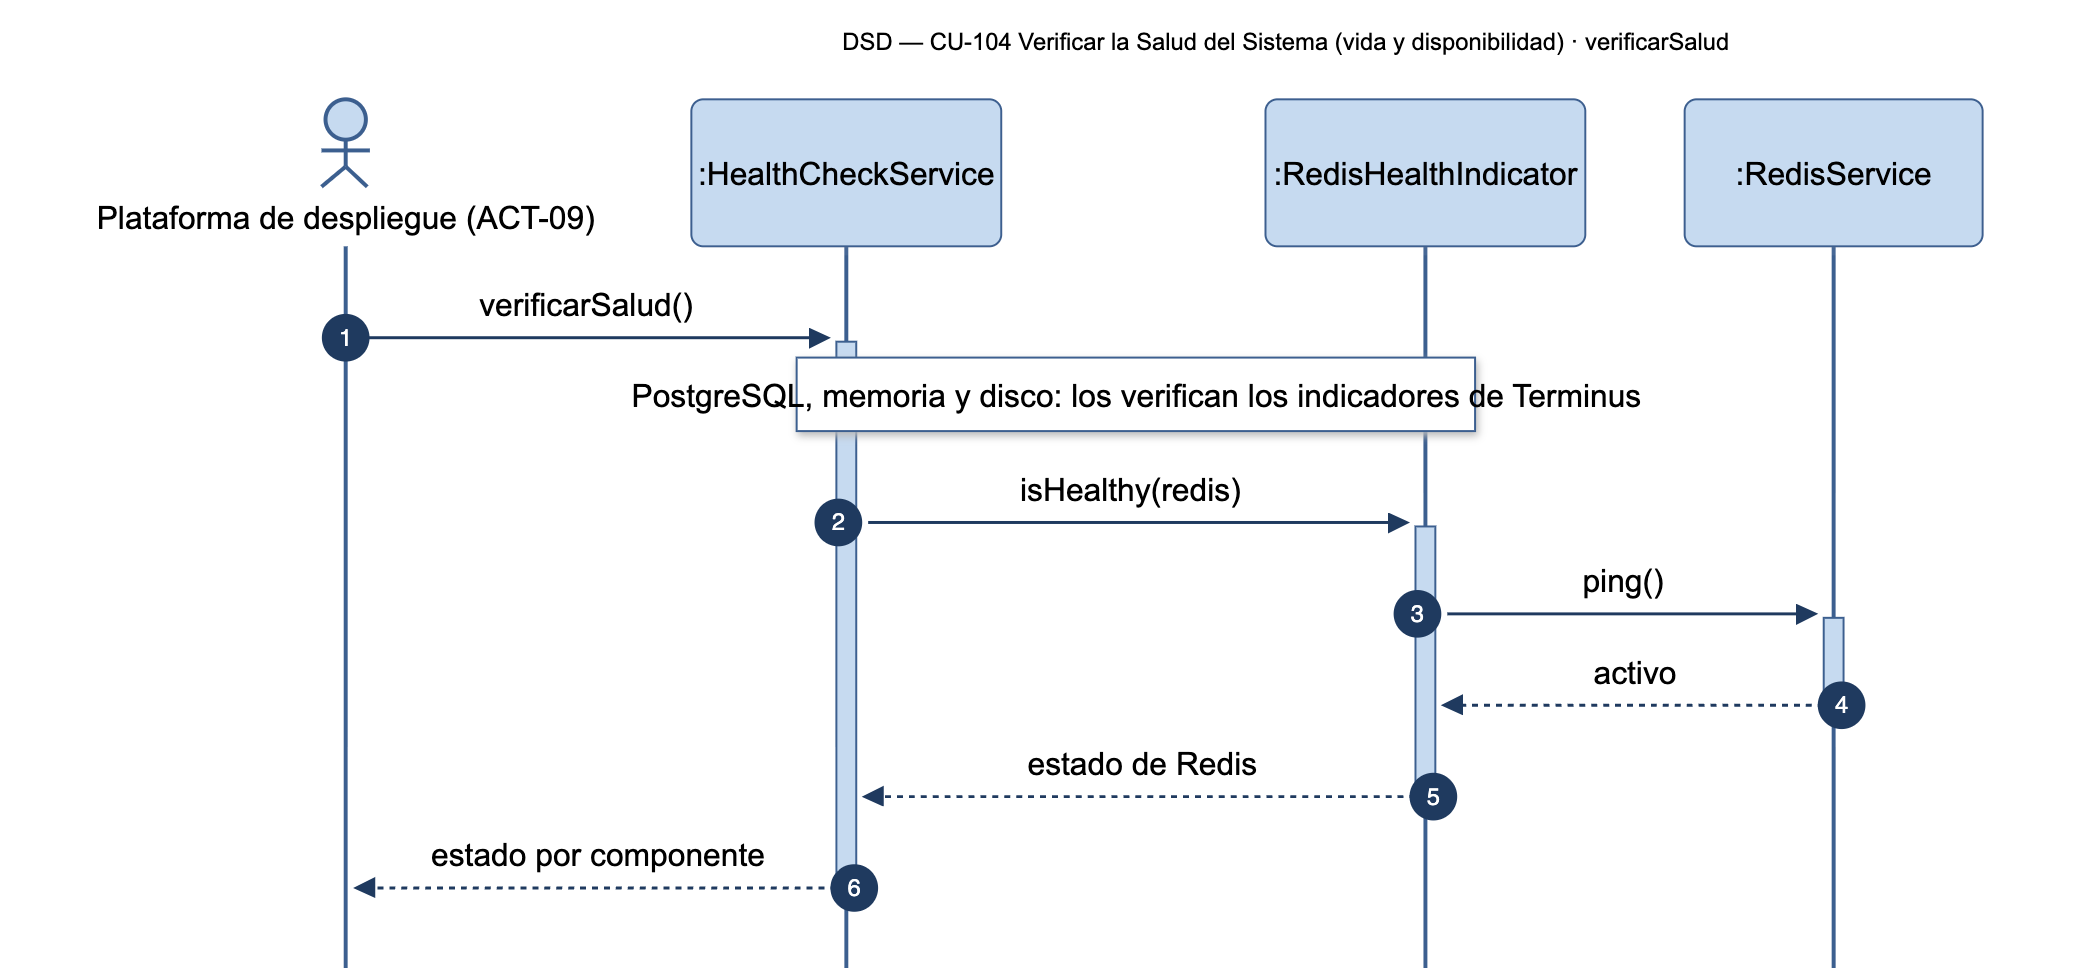 DSD — CU-104 Verificar la Salud del Sistema (vida y disponibilidad) · verificarSalud
Plataforma de despliegue (ACT-09)
:HealthCheckService
:RedisHealthIndicator
:RedisService
verificarSalud()
1
PostgreSQL, memoria y disco: los verifican los indicadores de Terminus
isHealthy(redis)
2
ping()
3
activo
4
estado de Redis
5
estado por componente
6